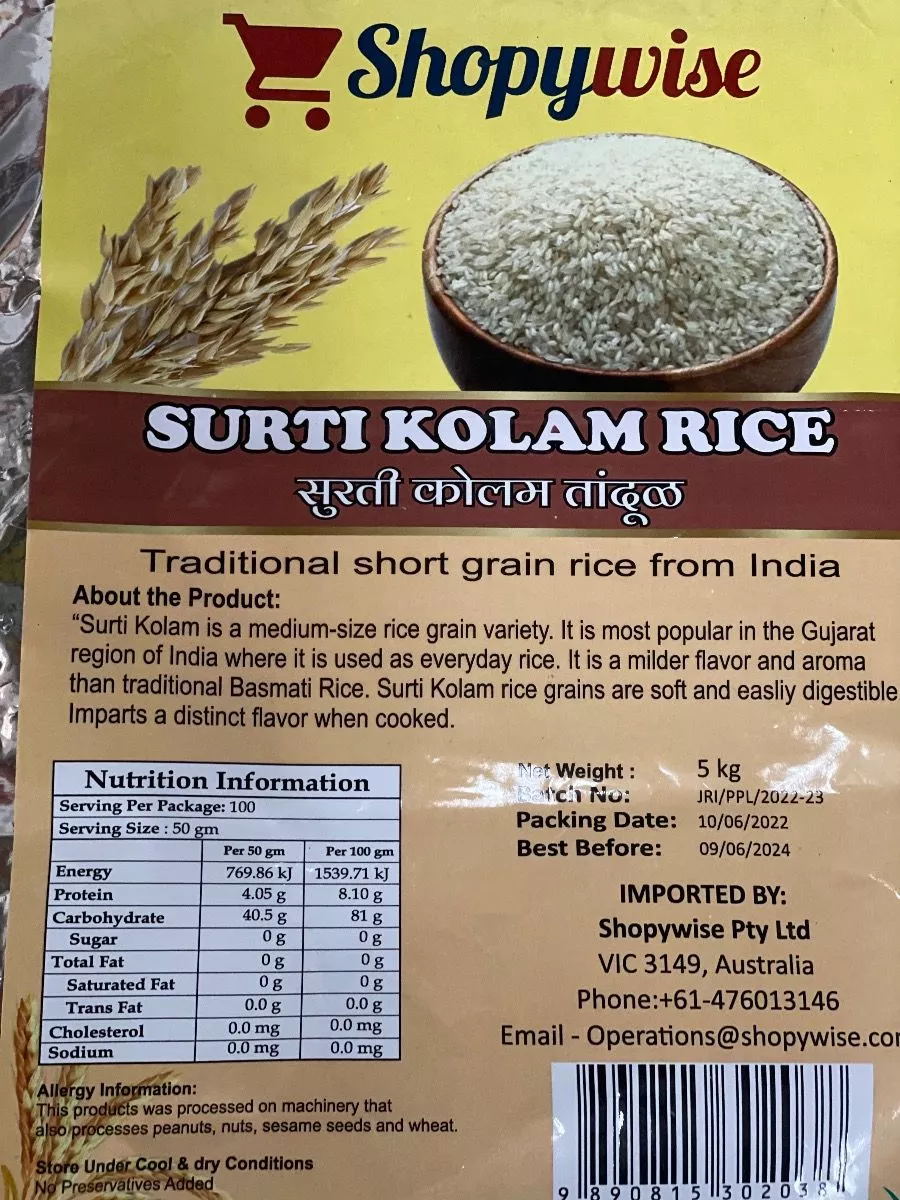 Shopywise
SURTI KOLAM RICE
सुरती कोलम तांदूळ
Traditional short grain rice from India
About the Product:
“Surti Kolam is a medium-size rice grain variety. It is most popular in the Gujarat
region of India where it is used as everyday rice. It is a milder flavor and aroma
than traditional Basmati Rice. Surti Kolam rice grains are soft and easliy digestible
Imparts a distinct flavor when cooked.
Nutrition Information
Serving Per Package: 100
Serving Size : 50 gm
Per 50 gm Per 100 gm
Energy 769.86 kJ 1539.71 kJ
Protein 4.05 g 8.10 g
Carbohydrate 40.5 g 81 g
Sugar 0 g 0 g
Total Fat 0 g 0 g
Saturated Fat 0 g 0 g
Trans Fat 0.0 g 0.0 g
Cholesterol 0.0 mg 0.0 mg
Sodium 0.0 mg 0.0 mg
Net Weight : 5 kg
Batch No: JRI/PPL/2022-23
Packing Date: 10/06/2022
Best Before: 09/06/2024
IMPORTED BY:
Shopywise Pty Ltd
VIC 3149, Australia
Phone:+61-476013146
Email - Operations@shopywise.com
Allergy Information:
This products was processed on machinery that
also processes peanuts, nuts, sesame seeds and wheat.
Store Under Cool & dry Conditions
No Preservatives Added
9 890815 30203